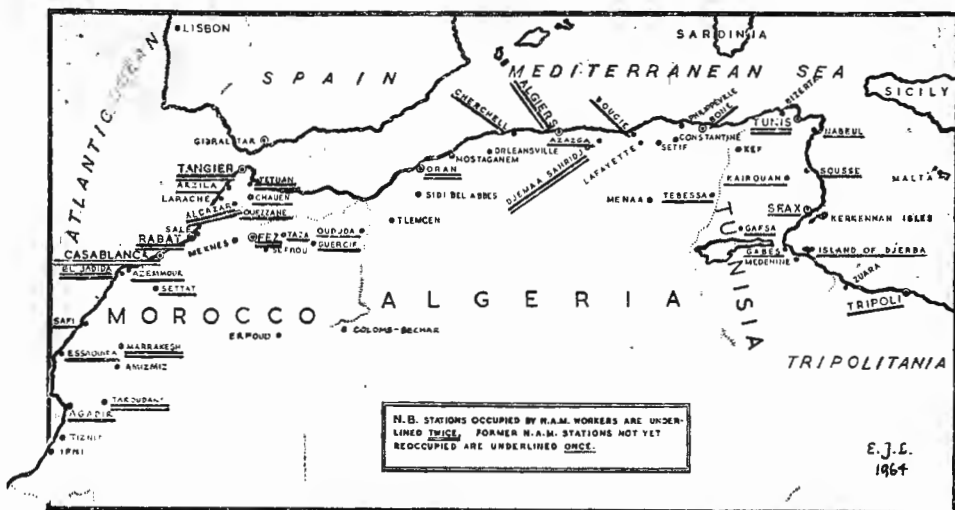 LISBON
SPAIN
ATLANTIC OCEAN
MEDITERRANEAN SEA
SARDINIA
SICILY
MALTA
GIBRALTAR
TANGIER
ARZILA
LARACHE
ALCAZAR
TETUAN
CHAUEN
OUEZZANE
SALE
RABAT
CASABLANCA
EL JADIDA
AZEMMOUR
SETTAT
MEKNES
FEZ
TAZA
SEFROU
GUERCIF
OUDJDA
SAFI
MOROCCO
ERFOUD
COLOMB-BECHAR
ESSAOUIRA
MARRAKESH
AMIZMIZ
TAROUDANT
AGADIR
TIZNIT
IFNI
ORAN
MOSTAGANEM
SIDI BEL ABBES
TLEMCEN
ORLEANSVILLE
CHERCHELL
ALGIERS
AZAZGA
DJEMAA SAHRIDJ
BOUGIE
LAFAYETTE
SETIF
PHILIPPEVILLE
BONE
CONSTANTINE
MENAA
TEBESSA
ALGERIA
BIZERTA
TUNIS
NABEUL
KEF
KAIROUAN
SOUSSE
SFAX
KERKENNAH ISLES
GAFSA
GABES
MEDENINE
ISLAND OF DJERBA
TUNISIA
ZUARA
TRIPOLI
TRIPOLITANIA
N.B. STATIONS OCCUPIED BY N.A.M. WORKERS ARE UNDER-
LINED TWICE. FORMER N.A.M. STATIONS NOT YET
REOCCUPIED ARE UNDERLINED ONCE.
E.J.L.
1964